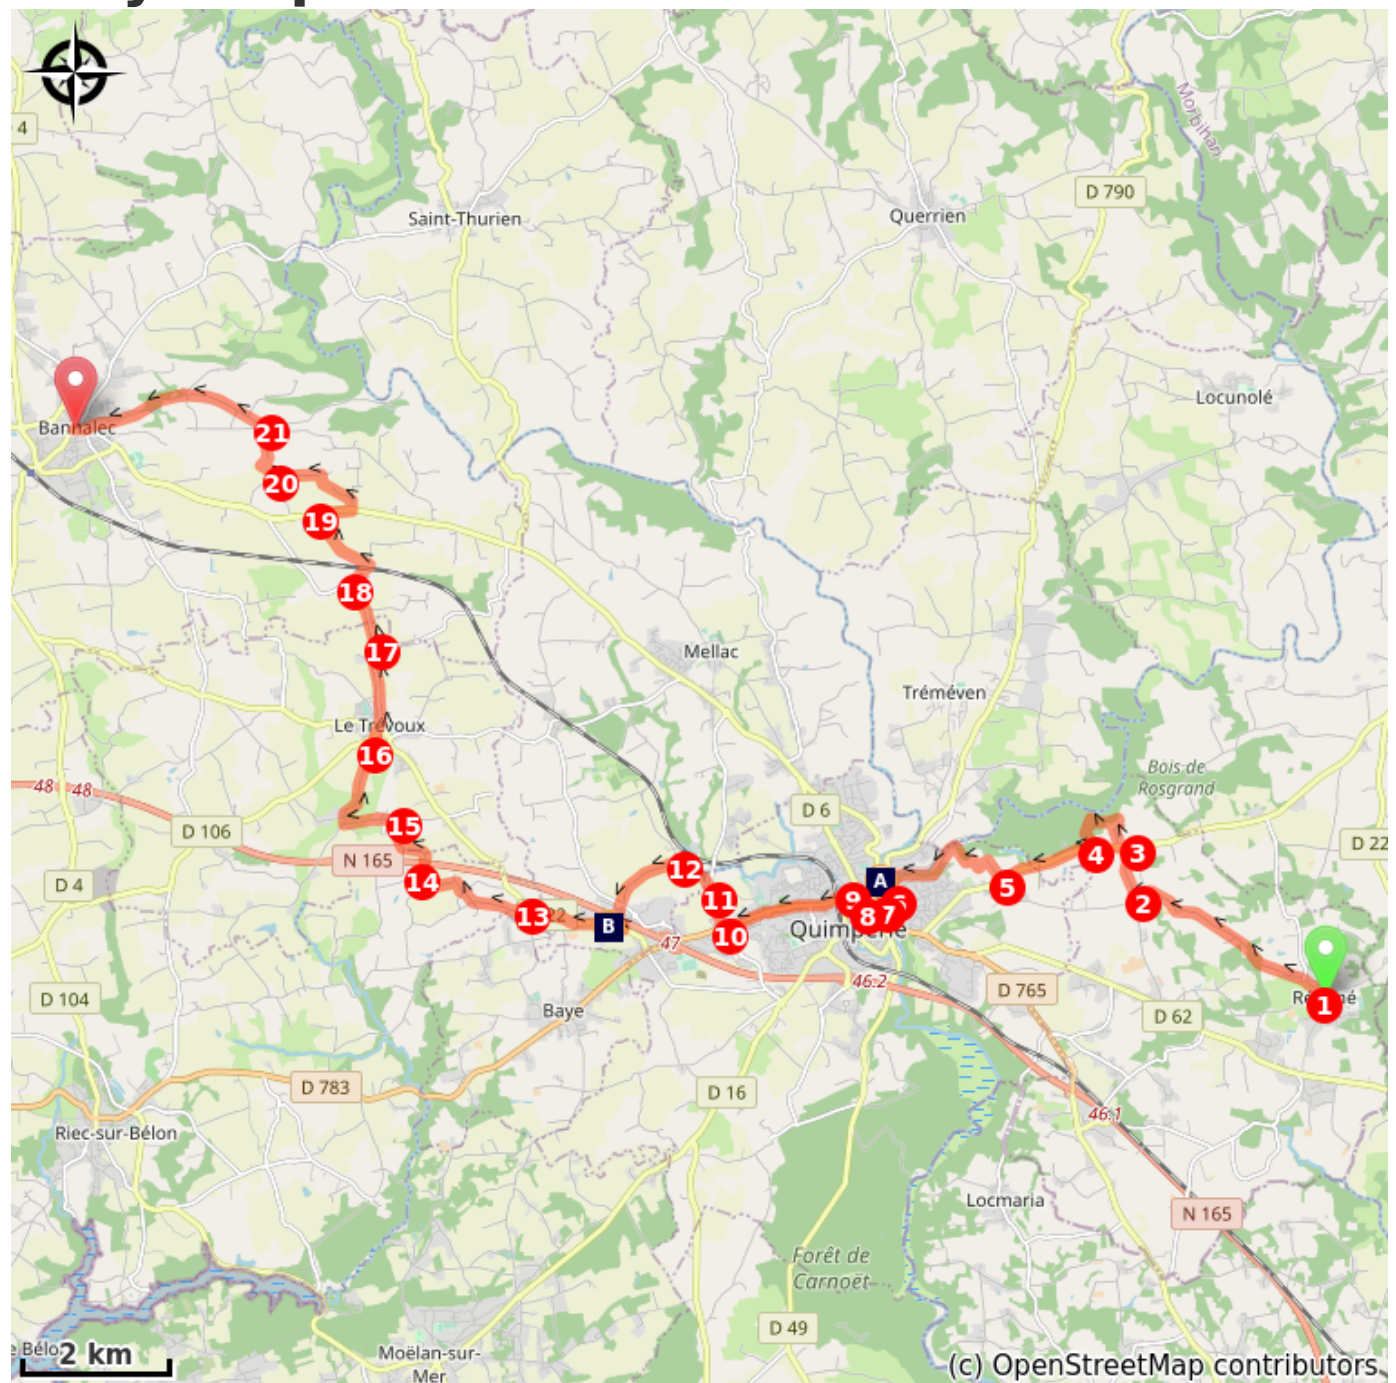 4
Morbihan
D 790
Saint-Thurien
Querrien
Locunolé
Bannalec
21
20
19
18
17
Mellac
Tréméven
Le Trévoux
16
Bois de
Rosgrand
48
48
D 6
15
D 106
D 22
N 165
12
A
4
3
D 4
14
5
11
9
6
2
13
22
B
8
7
10
Quimperlé
47
46.2
D 104
D 765
1
D 62
Baye
D 783
D 16
46.1
Riec-sur-Bélon
Locmaria
N 165
Forêt de
Carnoët
D 49
Moëlan-sur-
Mer
2 km
(c) OpenStreetMap contributors